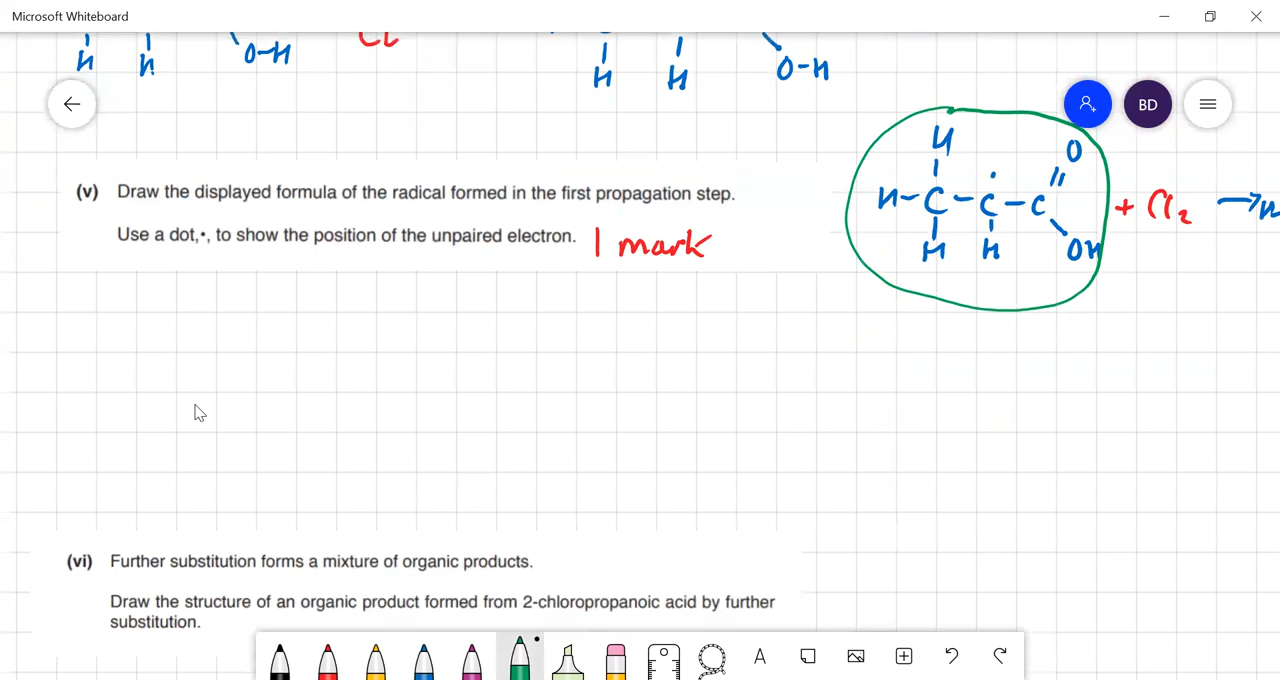 Microsoft Whiteboard
H H O-H Cl H H O-H
BD
H O
H-C-Ċ-C + Cl2 →
H H OH
(v) Draw the displayed formula of the radical formed in the first propagation step.
Use a dot,•, to show the position of the unpaired electron. 1 mark
(vi) Further substitution forms a mixture of organic products.
Draw the structure of an organic product formed from 2-chloropropanoic acid by further
substitution.
A